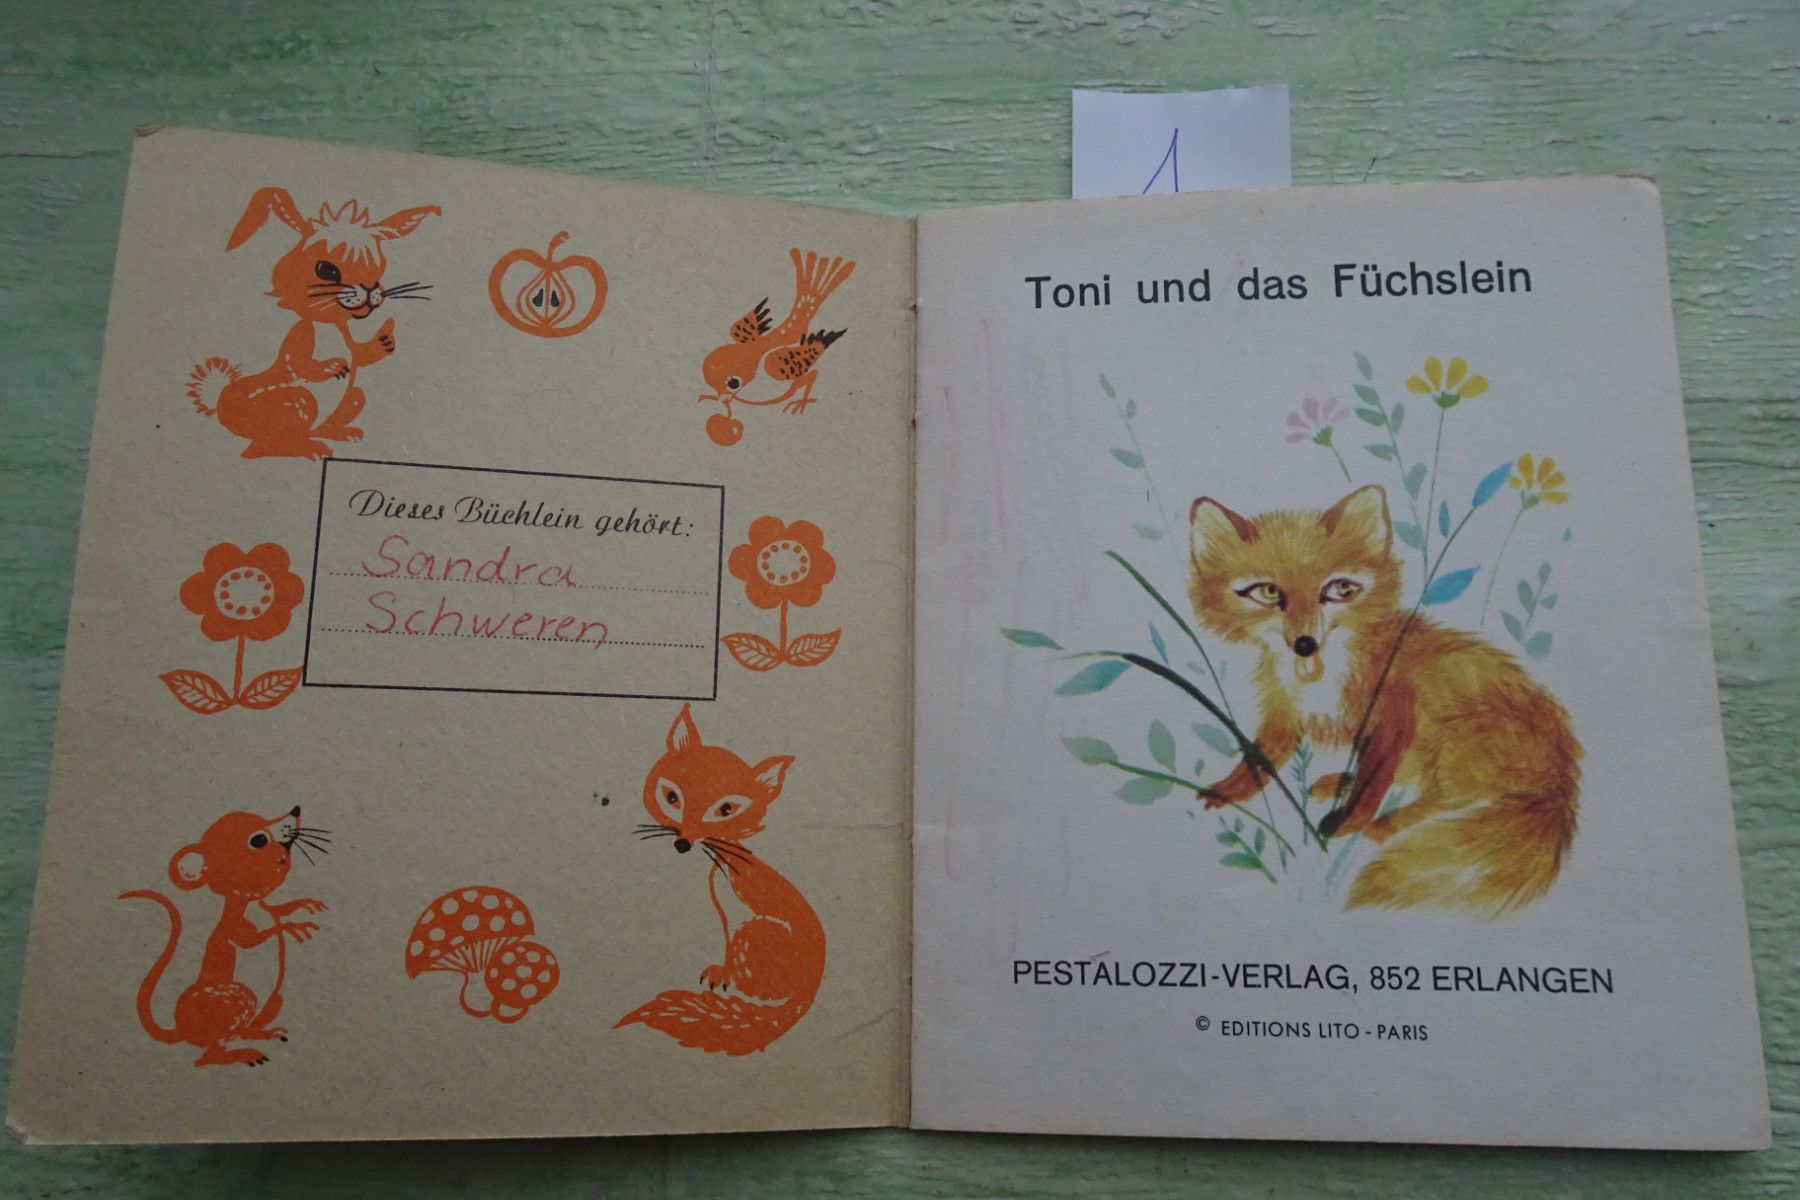 1
Dieses Büchlein gehört:
Sandra
Schweren
Toni und das Füchslein
PESTALOZZI-VERLAG, 852 ERLANGEN
© EDITIONS LITO - PARIS